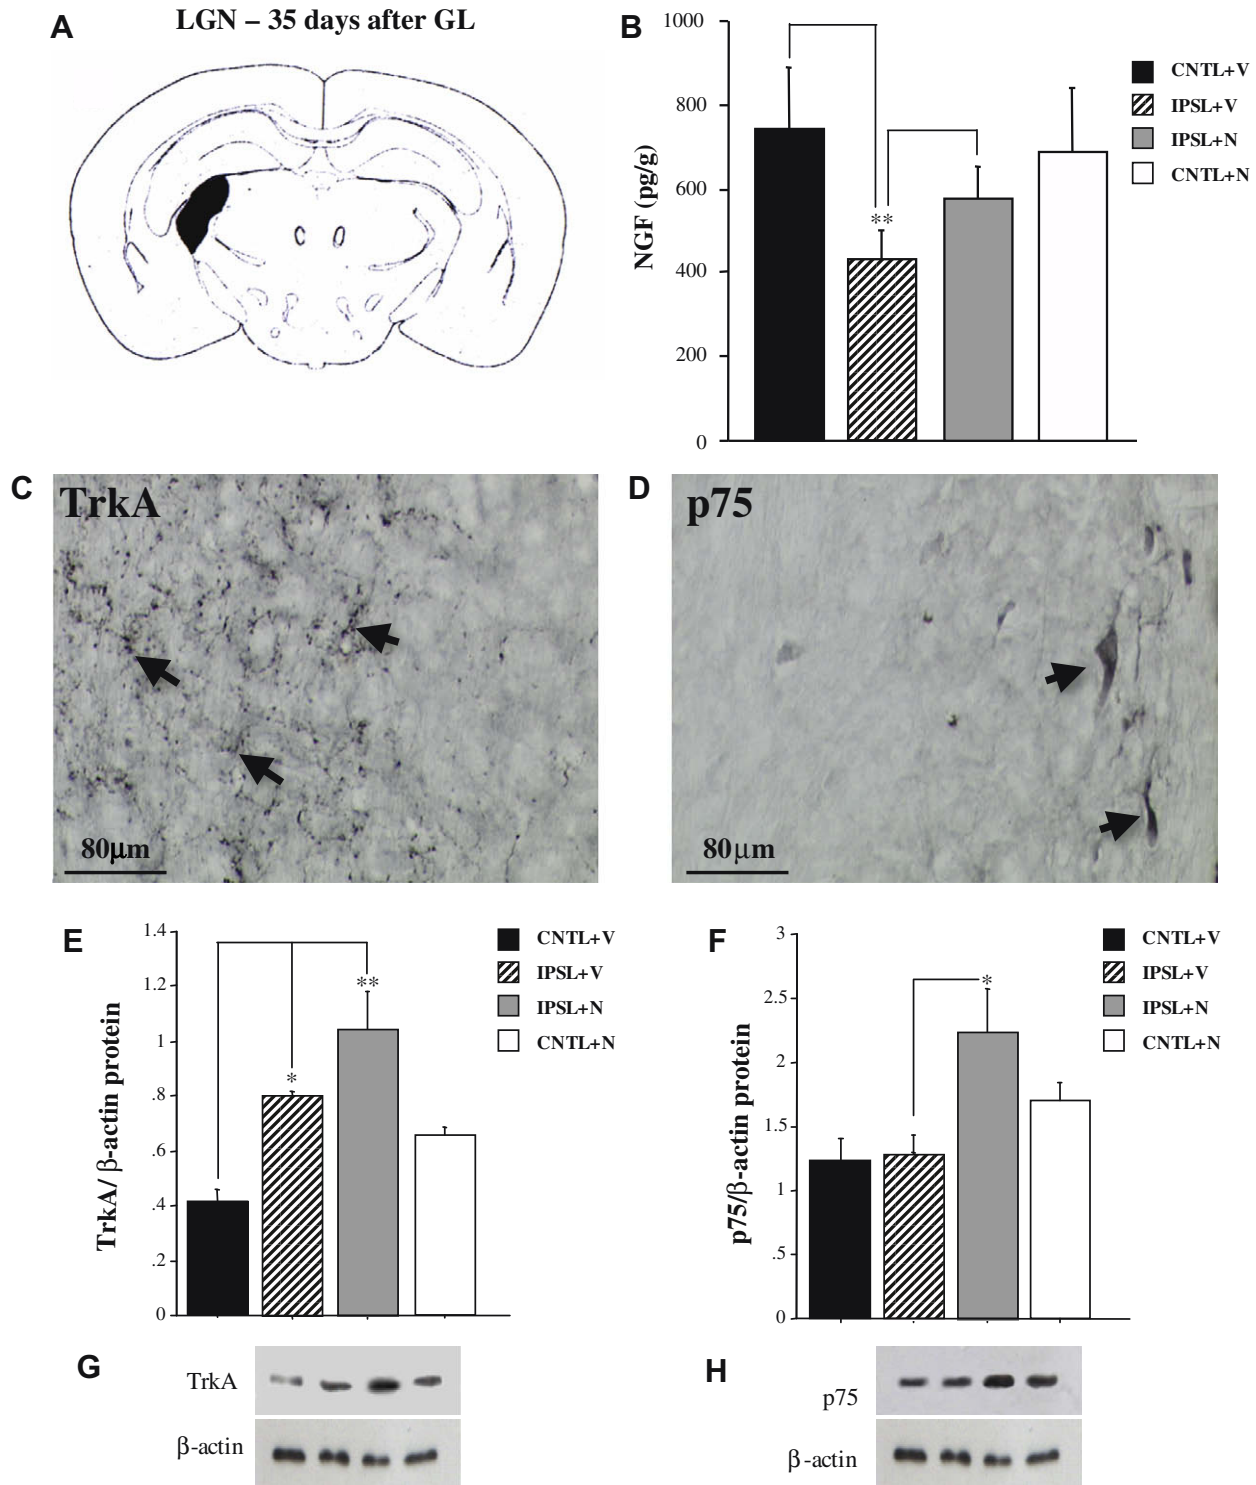 A
LGN – 35 days after GL
B
1000
800
600
400
200
0
NGF (pg/g)
**
CNTL+V
IPSL+V
IPSL+N
CNTL+N
C
TrkA
80μm
D
p75
80μm
E
1.4
1.2
1
.8
.6
.4
.2
0
TrkA/ β-actin protein
*
**
CNTL+V
IPSL+V
IPSL+N
CNTL+N
F
3
2.5
2
1.5
1
.5
0
p75/β-actin protein
*
CNTL+V
IPSL+V
IPSL+N
CNTL+N
G
TrkA
β-actin
H
p75
β-actin